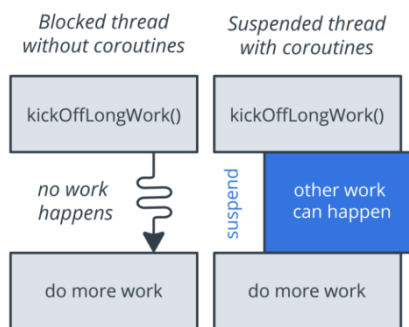 Blocked thread
without coroutines
kickOffLongWork()
no work
happens
do more work
Suspended thread
with coroutines
kickOffLongWork()
suspend
other work
can happen
do more work